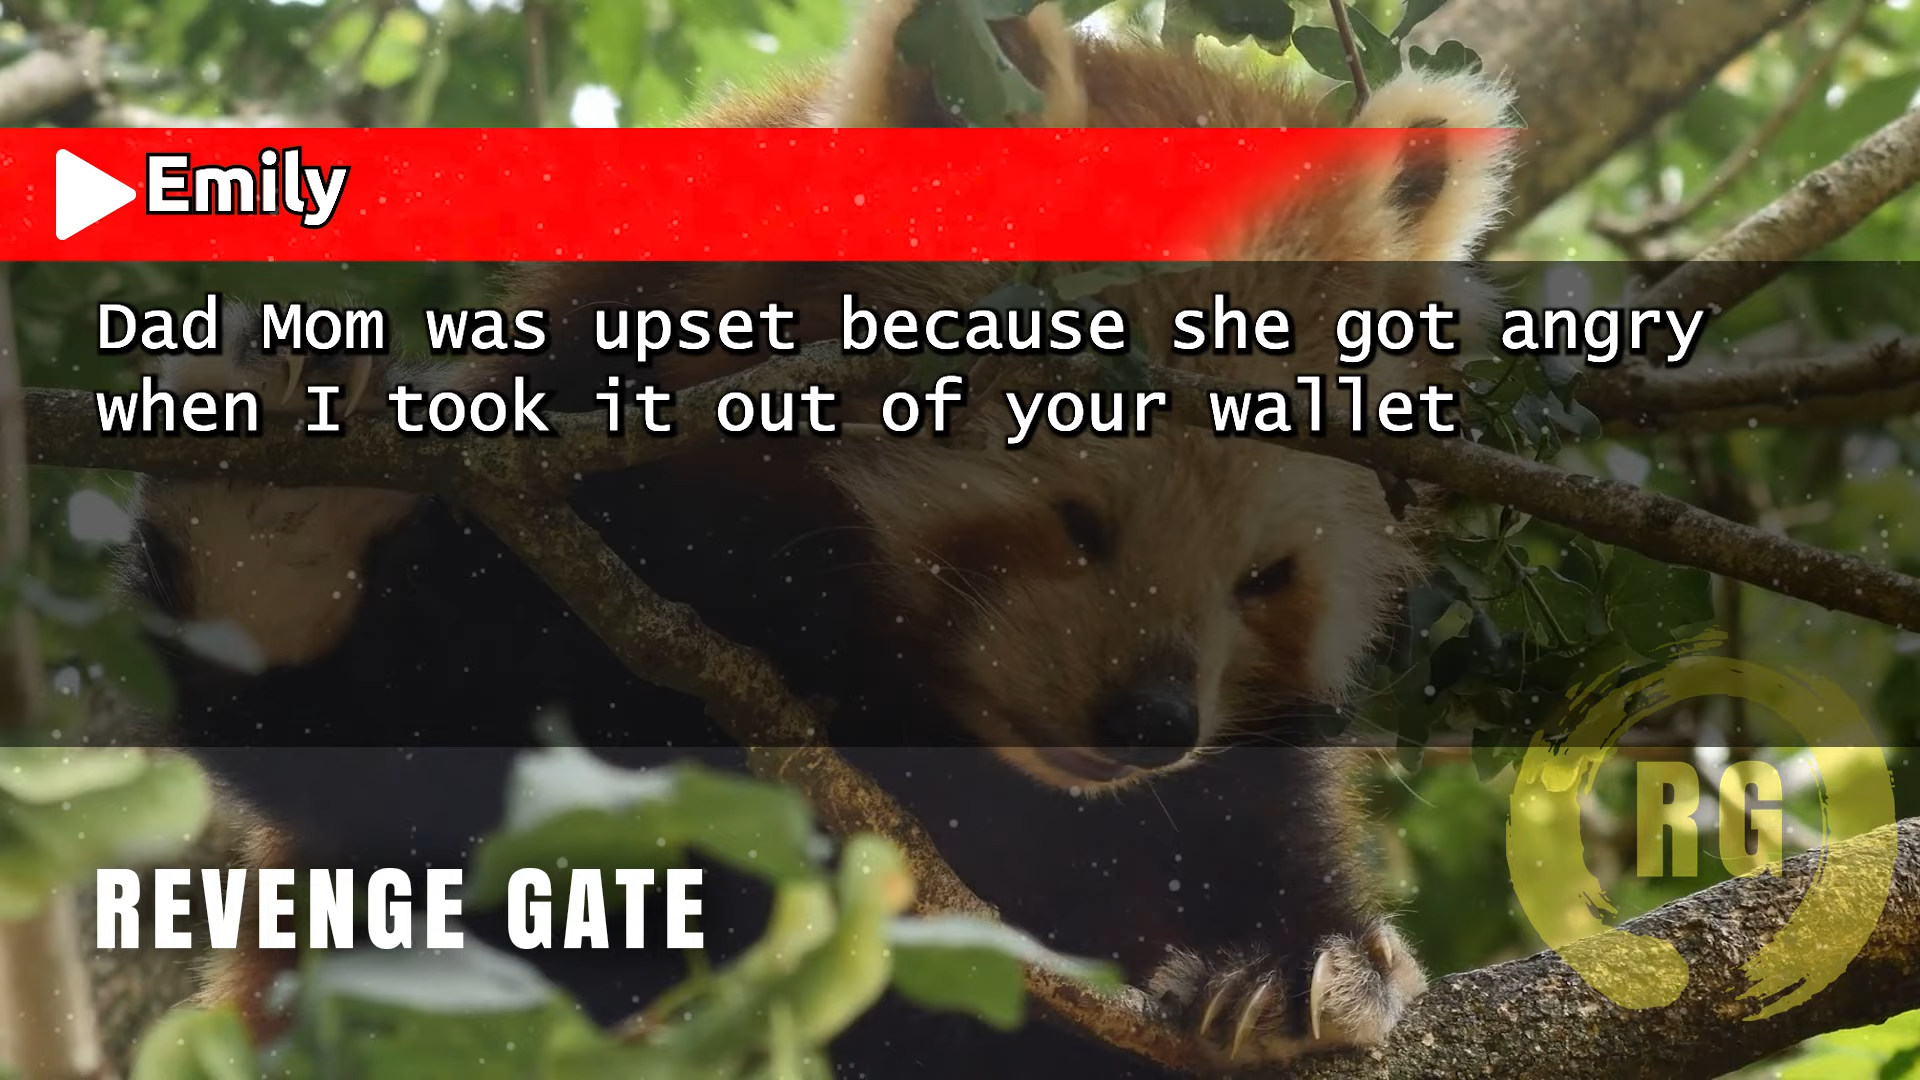 Emily
Dad Mom was upset because she got angry
when I took it out of your wallet
REVENGE GATE
RG